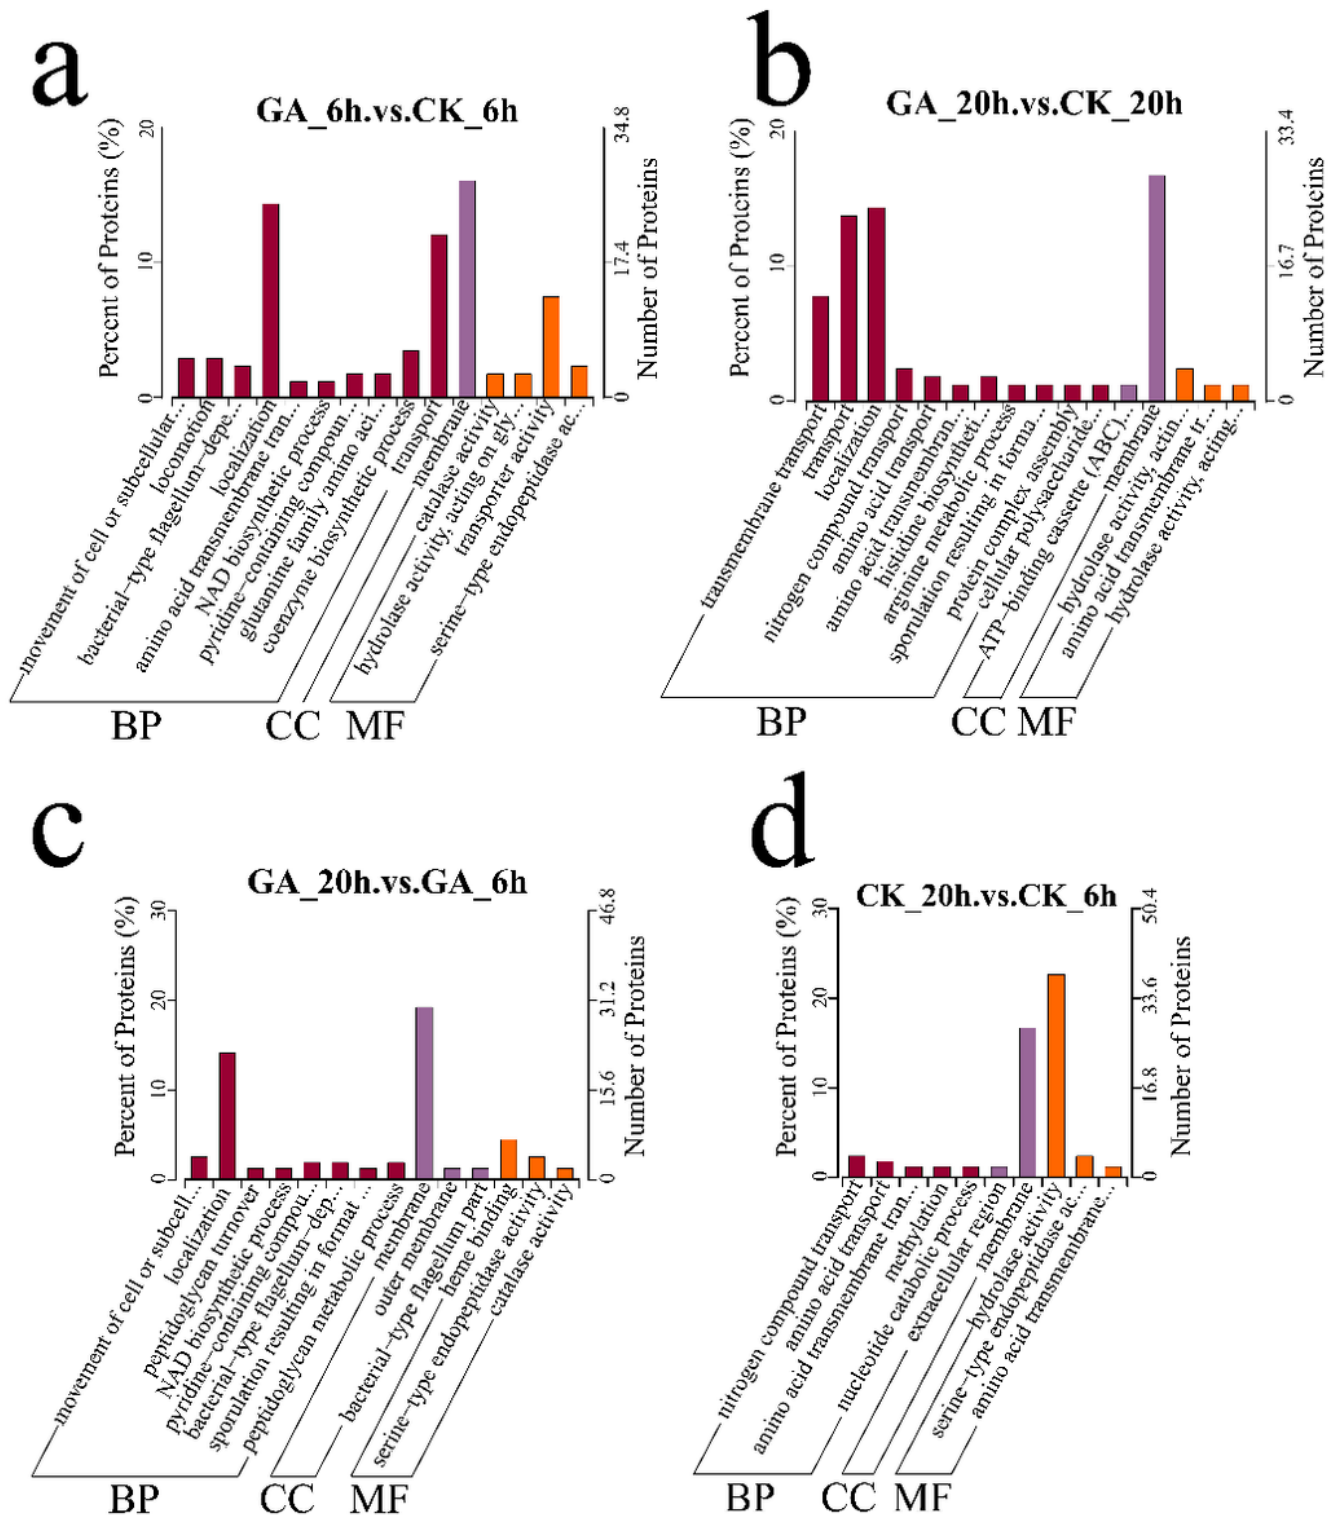 a
GA_6h.vs.CK_6h
Percent of Proteins (%)
0
10
20
Number of Proteins
0
17.4
34.8
movement of cell or subcellular...
locomotion
bacterial-type flagellum-depe...
localization
amino acid transmembrane tran...
NAD biosynthetic process
pyridine-containing compoun...
glutamine family amino aci...
coenzyme biosynthetic process
transport
membrane
catalase activity
hydrolase activity, acting on gly...
transporter activity
serine-type endopeptidase ac...
BP
CC
MF
b
GA_20h.vs.CK_20h
Percent of Proteins (%)
0
10
20
Number of Proteins
0
16.7
33.4
transmembrane transport
transport
localization
nitrogen compound transport
amino acid transport
amino acid transmembran...
histidine biosyntheti...
arginine metabolic process
sporulation resulting in forma...
protein complex assembly
cellular polysaccharide...
ATP-binding cassette (ABC)...
membrane
hydrolase activity, actin...
amino acid transmembrane tr...
hydrolase activity, acting...
BP
CC
MF
c
GA_20h.vs.GA_6h
Percent of Proteins (%)
0
10
20
30
Number of Proteins
0
15.6
31.2
46.8
movement of cell or subcell...
localization
peptidoglycan turnover
NAD biosynthetic process
pyridine-containing compou...
bacterial-type flagellum-dep...
sporulation resulting in format ...
peptidoglycan metabolic process
membrane
outer membrane
bacterial-type flagellum part
heme binding
serine-type endopeptidase activity
catalase activity
BP
CC
MF
d
CK_20h.vs.CK_6h
Percent of Proteins (%)
0
10
20
30
Number of Proteins
0
16.8
33.6
50.4
nitrogen compound transport
amino acid transport
amino acid transmembrane tran...
methylation
nucleotide catabolic process
extracellular region
membrane
hydrolase activity
serine-type endopeptidase ac...
amino acid transmembrane...
BP
CC
MF